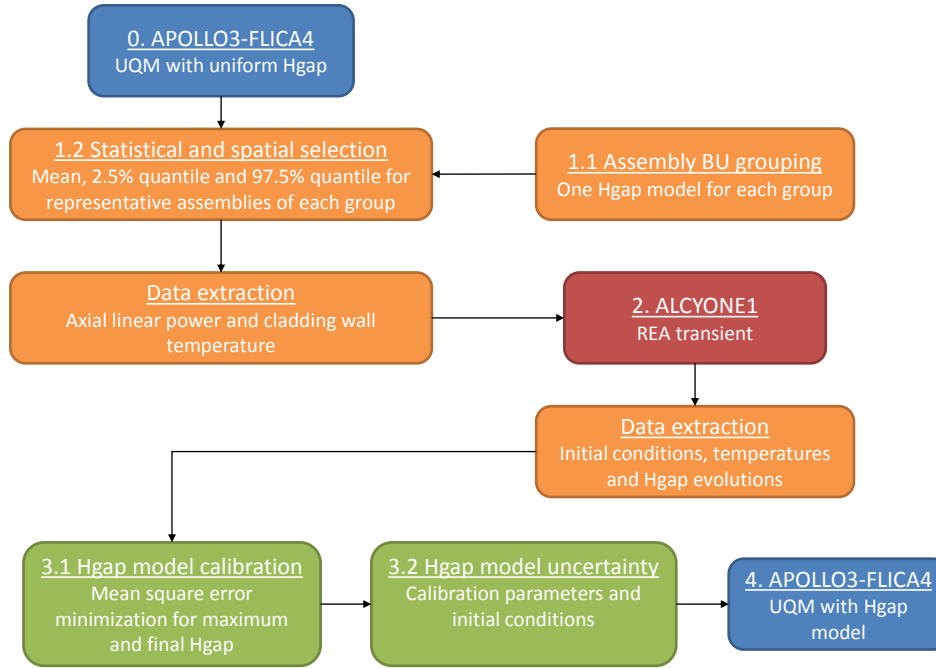 0. APOLLO3-FLICA4
UQM with uniform Hgap
1.2 Statistical and spatial selection
Mean, 2.5% quantile and 97.5% quantile for
representative assemblies of each group
1.1 Assembly BU grouping
One Hgap model for each group
Data extraction
Axial linear power and cladding wall
temperature
2. ALCYONE1
REA transient
Data extraction
Initial conditions, temperatures
and Hgap evolutions
3.1 Hgap model calibration
Mean square error
minimization for maximum
and final Hgap
3.2 Hgap model uncertainty
Calibration parameters and
initial conditions
4. APOLLO3-FLICA4
UQM with Hgap
model